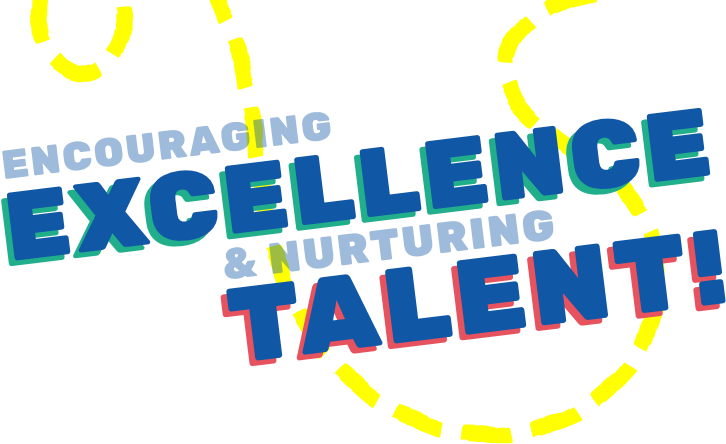 ENCOURAGING
EXCELLENCE
& NURTURING
TALENT!